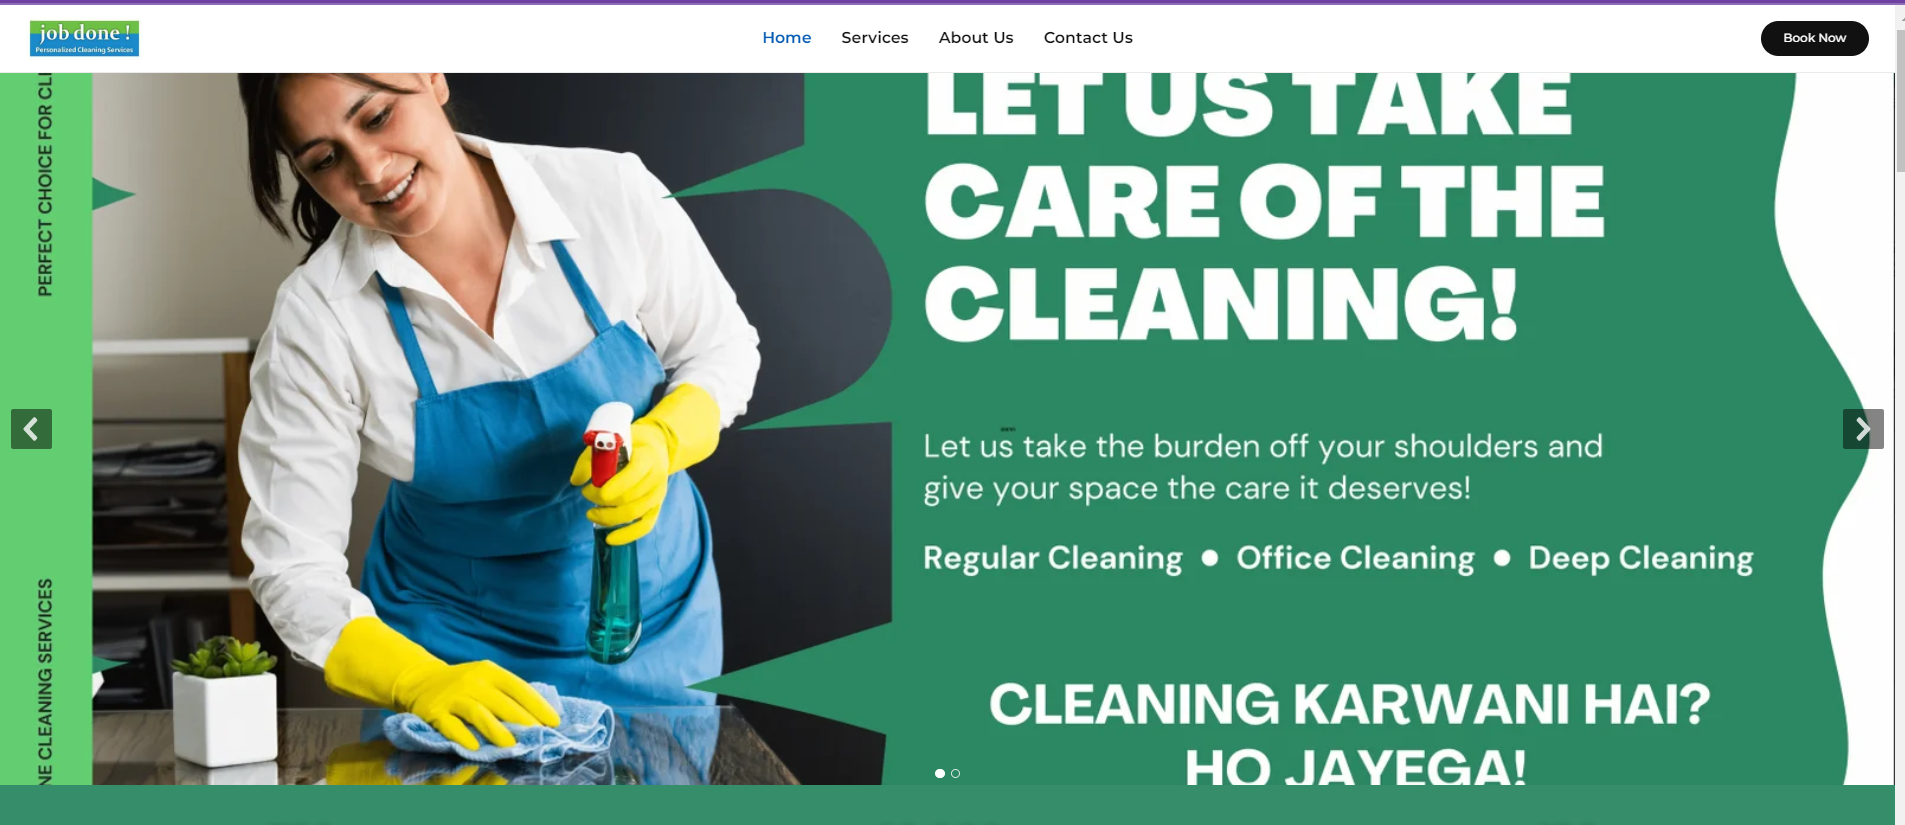 job done !
Personalized Cleaning Services
Home
Services
About Us
Contact Us
Book Now
PERFECT CHOICE FOR
CLEANING SERVICES
LET US TAKE
CARE OF THE
CLEANING!
Let us take the burden off your shoulders and
give your space the care it deserves!
Regular Cleaning • Office Cleaning • Deep Cleaning
CLEANING KARWANI HAI?
HO JAYEGA!